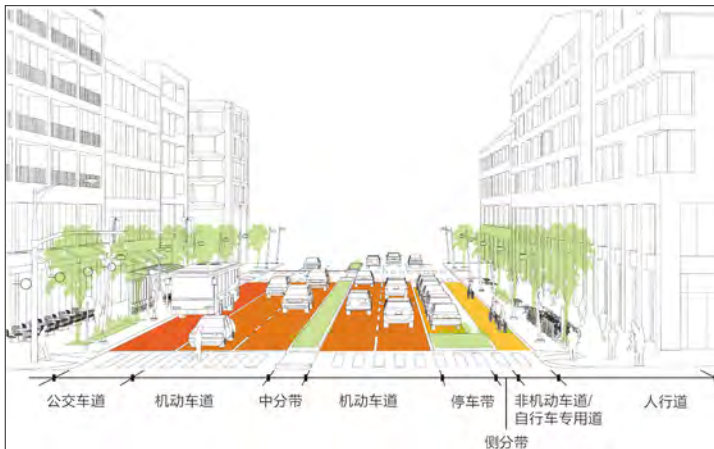 公交车道
机动车道
中分带
机动车道
停车带
非机动车道/
自行车专用道
人行道
侧分带